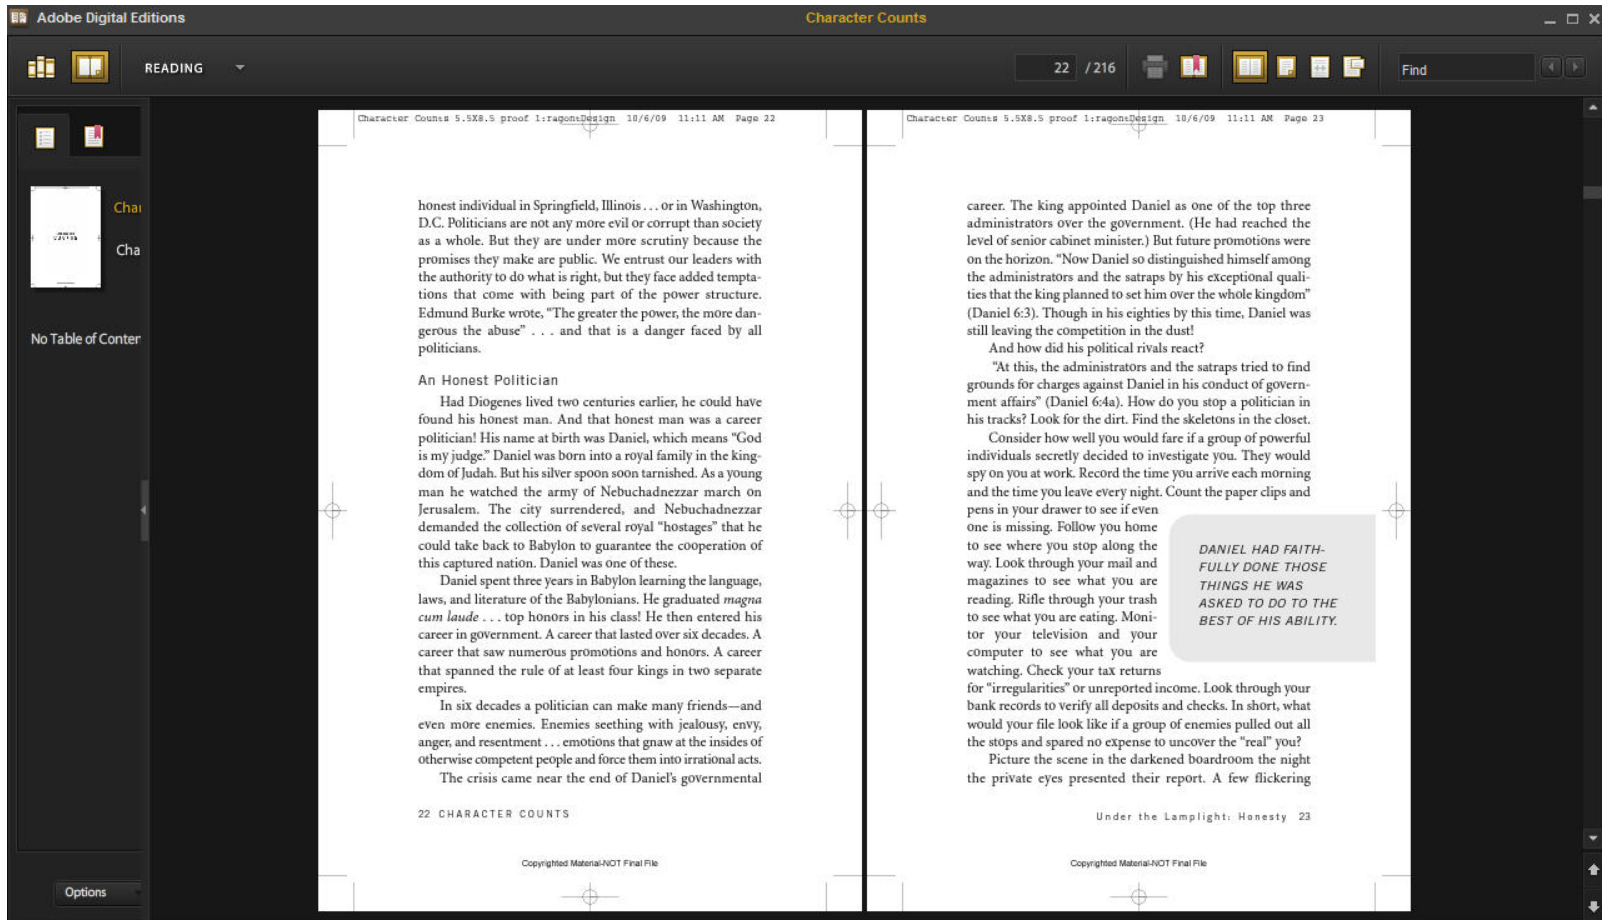 Adobe Digital Editions
Character Counts
READING
22 / 216
Find
Char
Cha
No Table of Conten
Options
Character Counts 5.5X8.5 proof 1:ragontDesign 10/6/09 11:11 AM Page 22
honest individual in Springfield, Illinois . . . or in Washington,
D.C. Politicians are not any more evil or corrupt than society
as a whole. But they are under more scrutiny because the
promises they make are public. We entrust our leaders with
the authority to do what is right, but they face added tempta-
tions that come with being part of the power structure.
Edmund Burke wrote, “The greater the power, the more dan-
gerous the abuse” . . . and that is a danger faced by all
politicians.
An Honest Politician
Had Diogenes lived two centuries earlier, he could have
found his honest man. And that honest man was a career
politician! His name at birth was Daniel, which means “God
is my judge.” Daniel was born into a royal family in the king-
dom of Judah. But his silver spoon soon tarnished. As a young
man he watched the army of Nebuchadnezzar march on
Jerusalem. The city surrendered, and Nebuchadnezzar
demanded the collection of several royal “hostages” that he
could take back to Babylon to guarantee the cooperation of
this captured nation. Daniel was one of these.
Daniel spent three years in Babylon learning the language,
laws, and literature of the Babylonians. He graduated magna
cum laude . . . top honors in his class! He then entered his
career in government. A career that lasted over six decades. A
career that saw numerous promotions and honors. A career
that spanned the rule of at least four kings in two separate
empires.
In six decades a politician can make many friends—and
even more enemies. Enemies seething with jealousy, envy,
anger, and resentment . . . emotions that gnaw at the insides of
otherwise competent people and force them into irrational acts.
The crisis came near the end of Daniel’s governmental
22 CHARACTER COUNTS
Copyrighted Material-NOT Final File
Character Counts 5.5X8.5 proof 1:ragontDesign 10/6/09 11:11 AM Page 23
career. The king appointed Daniel as one of the top three
administrators over the government. (He had reached the
level of senior cabinet minister.) But future promotions were
on the horizon. “Now Daniel so distinguished himself among
the administrators and the satraps by his exceptional quali-
ties that the king planned to set him over the whole kingdom”
(Daniel 6:3). Though in his eighties by this time, Daniel was
still leaving the competition in the dust!
And how did his political rivals react?
“At this, the administrators and the satraps tried to find
grounds for charges against Daniel in his conduct of govern-
ment affairs” (Daniel 6:4a). How do you stop a politician in
his tracks? Look for the dirt. Find the skeletons in the closet.
Consider how well you would fare if a group of powerful
individuals secretly decided to investigate you. They would
spy on you at work. Record the time you arrive each morning
and the time you leave every night. Count the paper clips and
pens in your drawer to see if even
one is missing. Follow you home
to see where you stop along the
way. Look through your mail and
magazines to see what you are
reading. Rifle through your trash
to see what you are eating. Moni-
tor your television and your
computer to see what you are
watching. Check your tax returns
for “irregularities” or unreported income. Look through your
bank records to verify all deposits and checks. In short, what
would your file look like if a group of enemies pulled out all
the stops and spared no expense to uncover the “real” you?
Picture the scene in the darkened boardroom the night
the private eyes presented their report. A few flickering
DANIEL HAD FAITH-
FULLY DONE THOSE
THINGS HE WAS
ASKED TO DO TO THE
BEST OF HIS ABILITY.
Under the Lamplight: Honesty 23
Copyrighted Material-NOT Final File